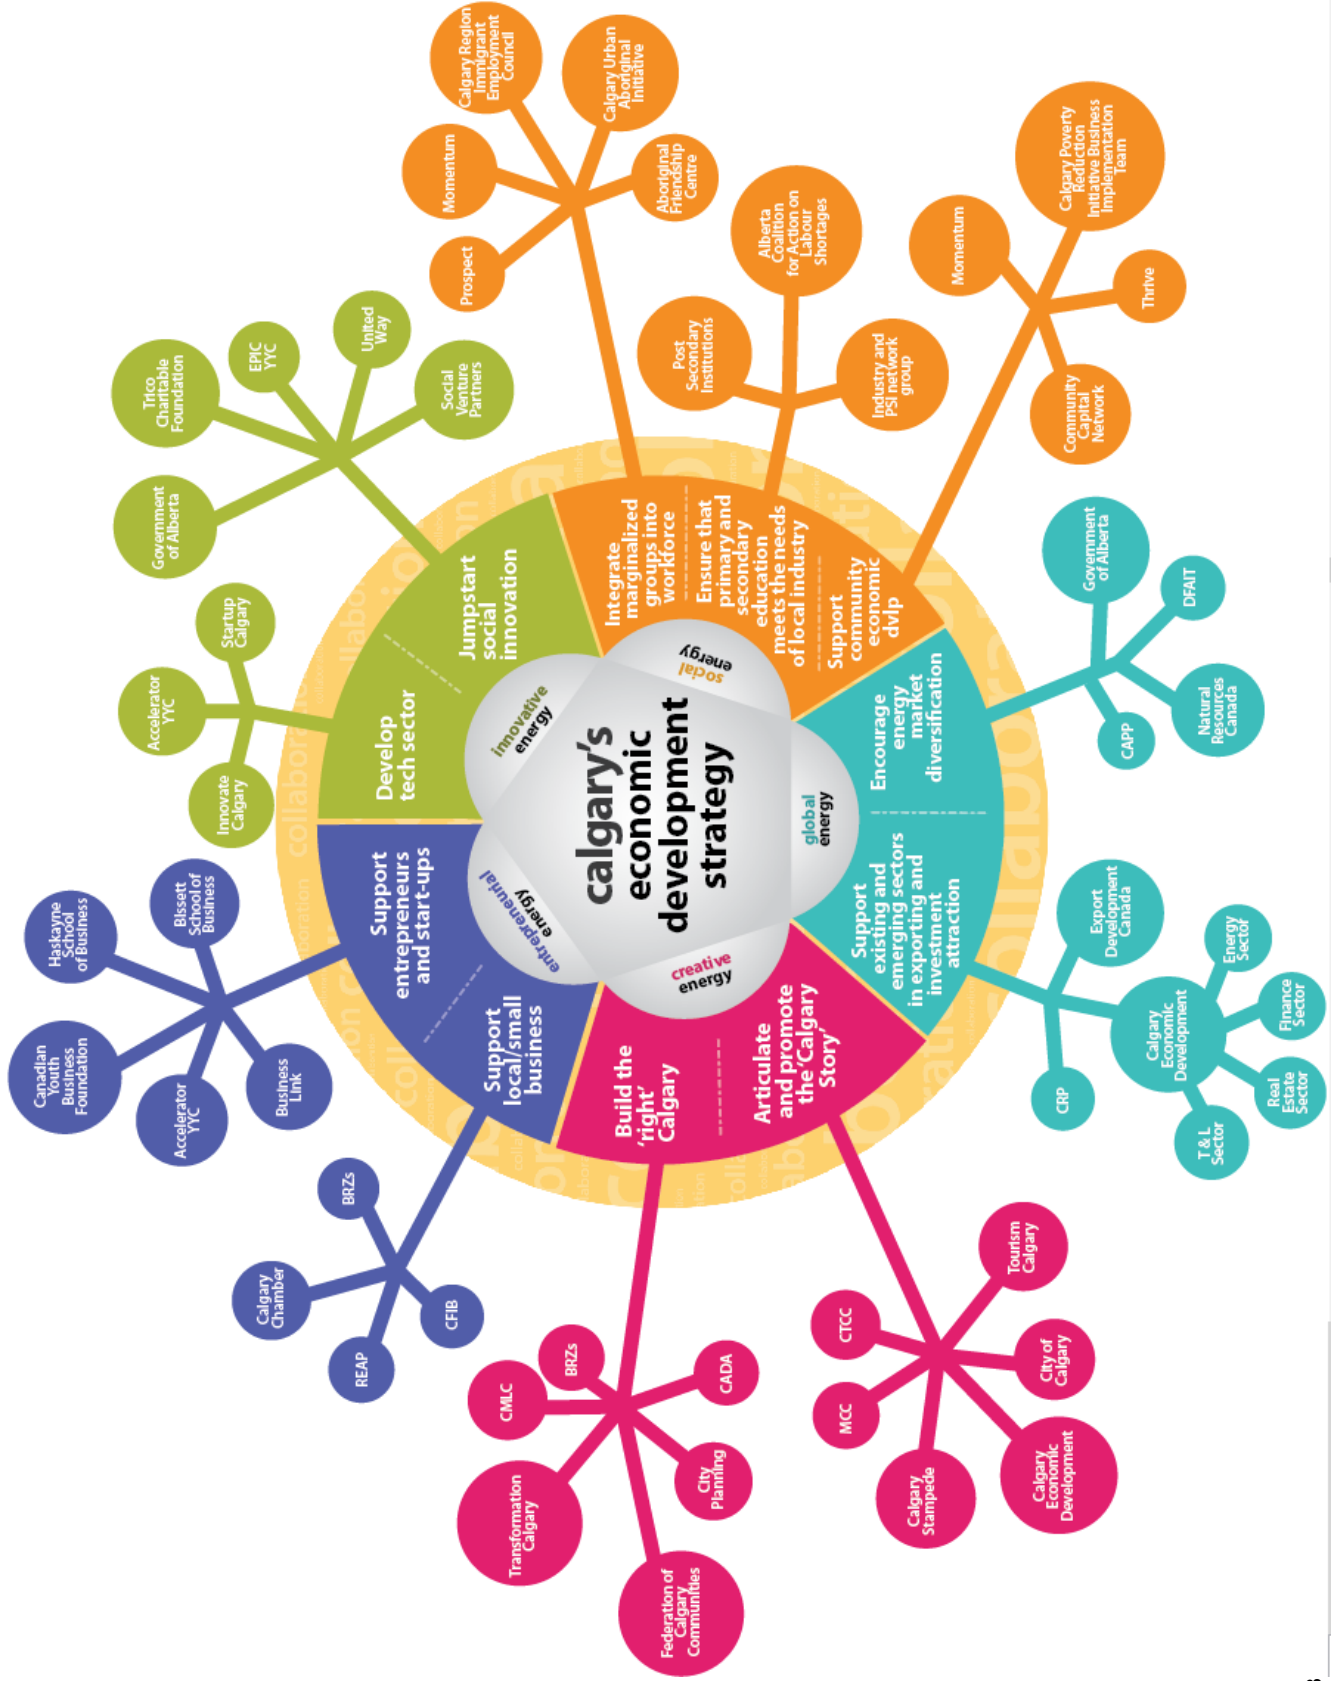 calgary's
economic
development
strategy
entrepreneurial
energy
innovative
energy
social
energy
global
energy
creative
energy
Support
entrepreneurs
and start-ups
Haskayne
School
of Business
Bissett
School of
Business
Canadian
Youth
Business
Foundation
Accelerator
YYC
Business
Link
Support
local/small
business
BRZs
Calgary
Chamber
REAP
CFIB
Develop
tech sector
Innovate
Calgary
Accelerator
YYC
Startup
Calgary
Jumpstart
social
innovation
Government
of Alberta
Trico
Charitable
Foundation
EPIC
YYC
United
Way
Social
Venture
Partners
Integrate
marginalized
groups into
workforce
Prospect
Momentum
Calgary Region
Immigrant
Employment
Council
Calgary Urban
Aboriginal
Initiative
Aboriginal
Friendship
Centre
Ensure that
primary and
secondary
education
meets the needs
of local industry
Post
Secondary
Institutions
Alberta
Coalition
for Action on
Labour
Shortages
Industry and
PSI network
group
Support
community
economic
dvlp
Momentum
Calgary Poverty
Reduction
Initiative Business
Implementation
Team
Thrive
Community
Capital
Network
Encourage
energy
market
diversification
Government
of Alberta
DFAIT
Natural
Resources
Canada
CAPP
Support
existing and
emerging sectors
in exporting and
investment
attraction
Export
Development
Canada
CRP
Calgary
Economic
Development
Energy
Sector
Finance
Sector
Real
Estate
Sector
T & L
Sector
Articulate
and promote
the 'Calgary
Story'
CTCC
MCC
Calgary
Stampede
Calgary
Economic
Development
City of
Calgary
Tourism
Calgary
Build the
'right'
Calgary
BRZs
CMLC
Transformation
Calgary
Federation of
Calgary
Communities
City
Planning
CADA